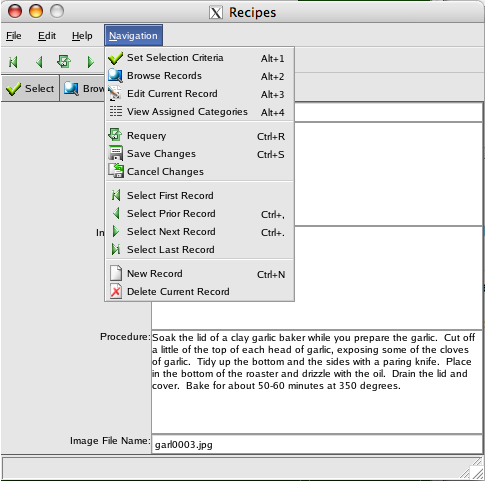 Recipes
File Edit Help Navigation
Set Selection Criteria Alt+1
Select Brow Browse Records Alt+2
Edit Current Record Alt+3
View Assigned Categories Alt+4
Requery Ctrl+R
Save Changes Ctrl+S
Cancel Changes
Select First Record
Select Prior Record Ctrl+,
In Select Next Record Ctrl+.
Select Last Record
New Record Ctrl+N
Delete Current Record
Procedure: Soak the lid of a clay garlic baker while you prepare the garlic. Cut off
a little of the top of each head of garlic, exposing some of the cloves
of garlic. Tidy up the bottom and the sides with a paring knife. Place
in the bottom of the roaster and drizzle with the oil. Drain the lid and
cover. Bake for about 50-60 minutes at 350 degrees.
Image File Name: garl0003.jpg